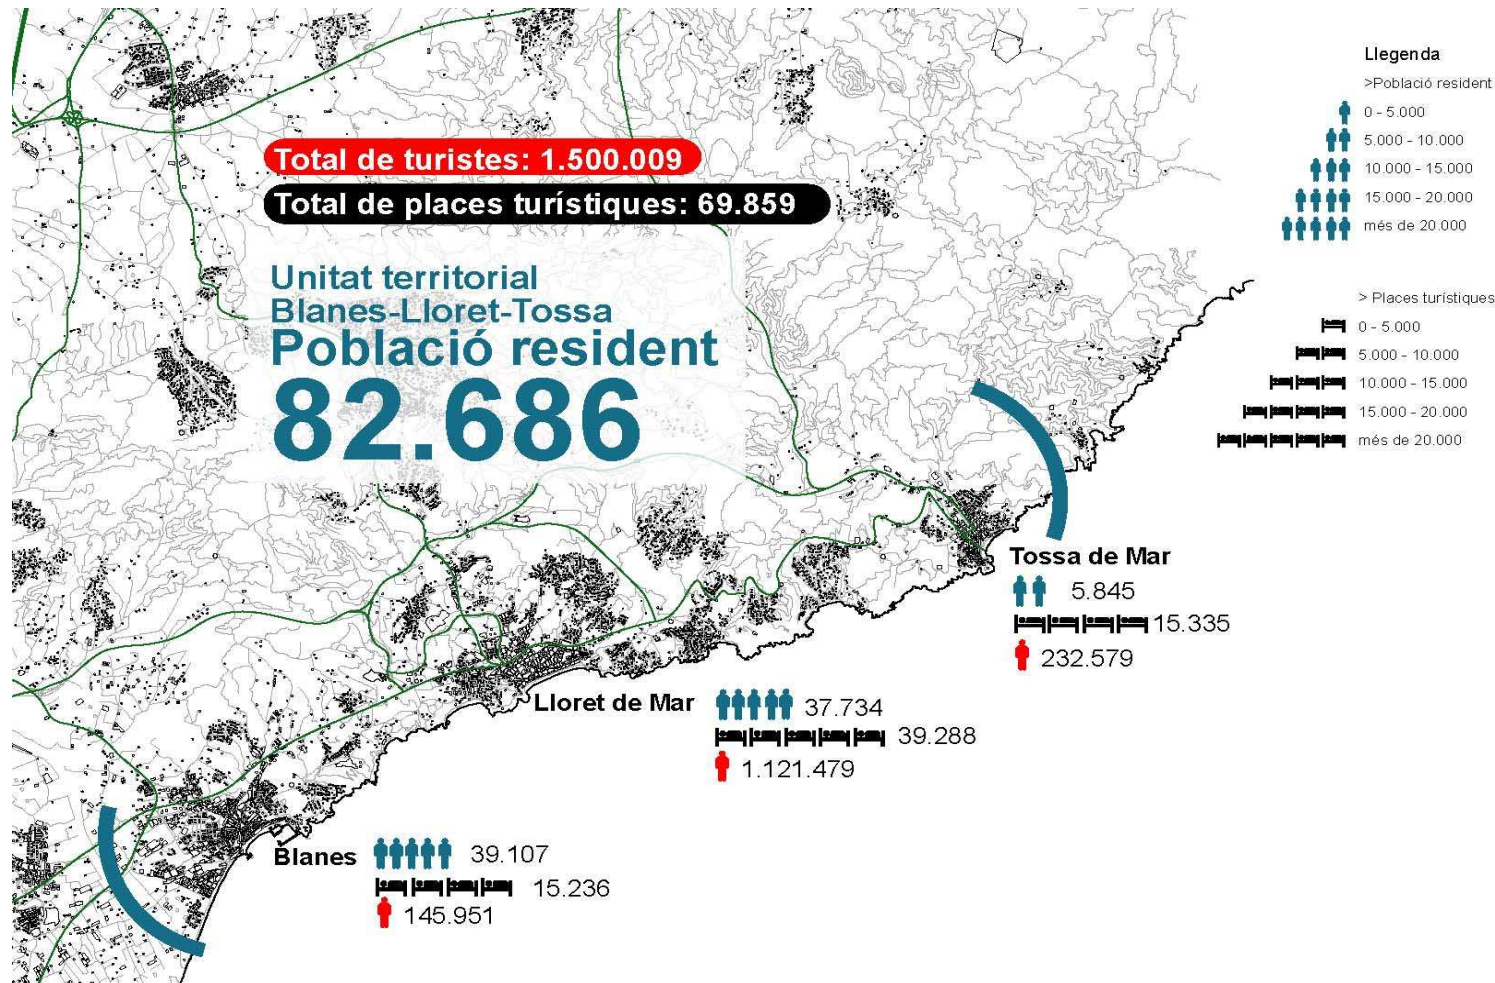 Total de turistes: 1.500.009
Total de places turístiques: 69.859
Unitat territorial
Blanes-Lloret-Tossa
Població resident
82.686
Llegenda
>Població resident
0 - 5.000
5.000 - 10.000
10.000 - 15.000
15.000 - 20.000
més de 20.000
> Places turístiques
0 - 5.000
5.000 - 10.000
10.000 - 15.000
15.000 - 20.000
més de 20.000
Tossa de Mar
5.845
15.335
232.579
Lloret de Mar
37.734
39.288
1.121.479
Blanes
39.107
15.236
145.951